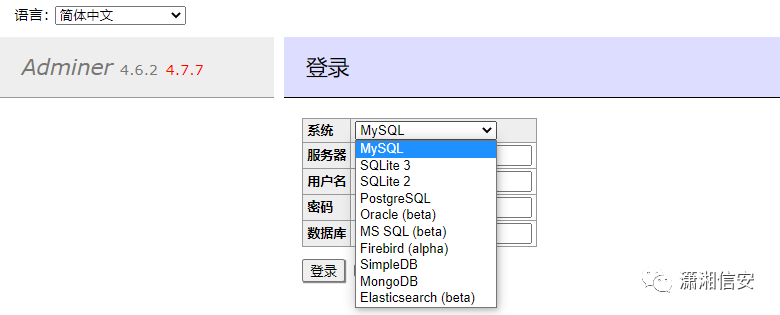 语言： 简体中文
Adminer 4.6.2 4.7.7
登录
系统 MySQL
服务器
用户名
密码
数据库
MySQL
SQLite 3
SQLite 2
PostgreSQL
Oracle (beta)
MS SQL (beta)
Firebird (alpha)
SimpleDB
MongoDB
Elasticsearch (beta)
登录
潇湘信安